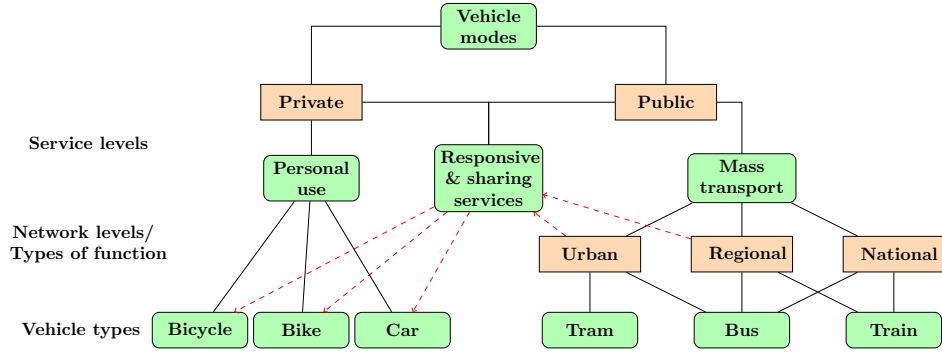 Vehicle
modes
Private
Public
Service levels
Personal
use
Responsive
& sharing
services
Mass
transport
Network levels/
Types of function
Urban
Regional
National
Vehicle types
Bicycle
Bike
Car
Tram
Bus
Train